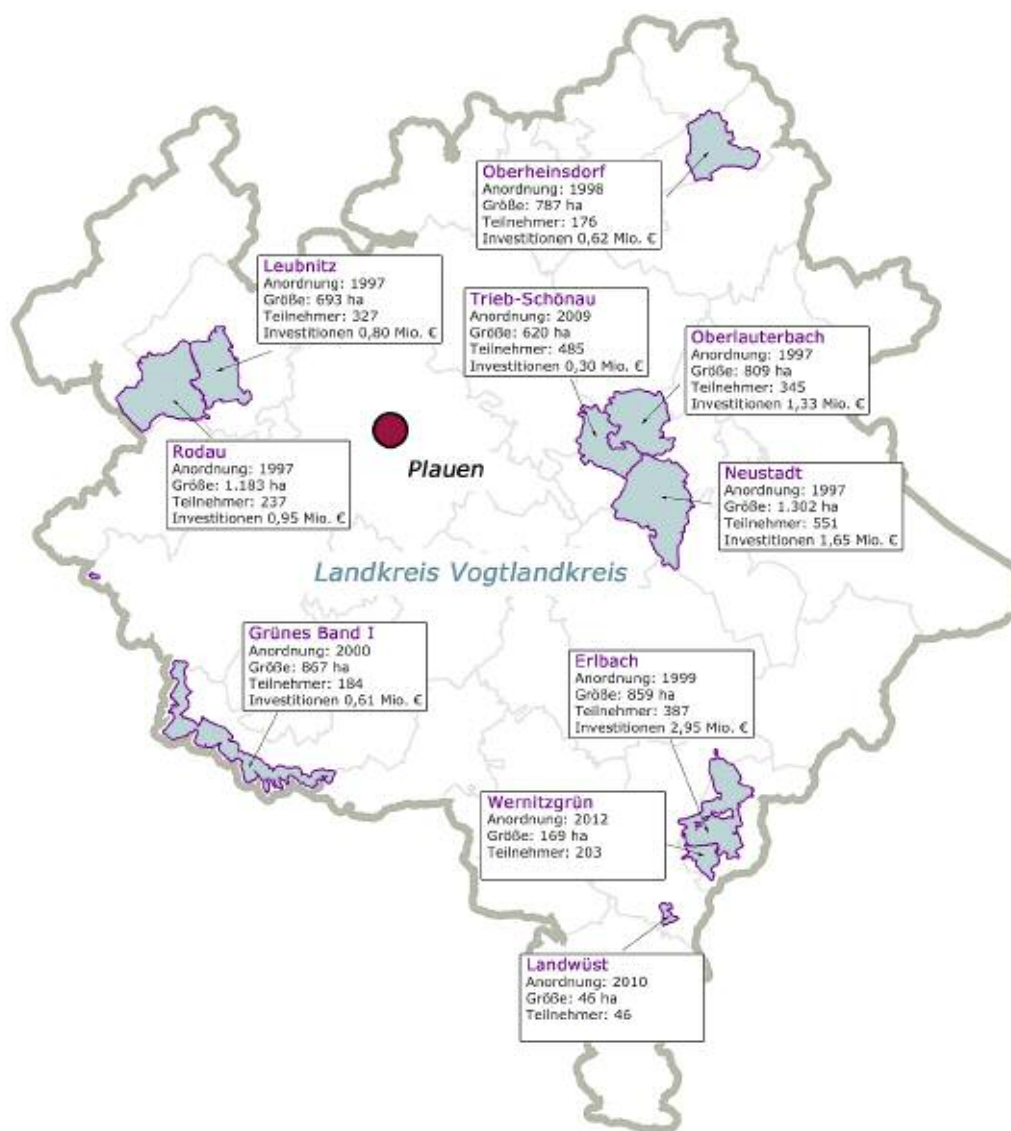 Oberheinsdorf
Anordnung: 1998
Größe: 787 ha
Teilnehmer: 176
Investitionen 0,62 Mio. €
Leubnitz
Anordnung: 1997
Größe: 693 ha
Teilnehmer: 327
Investitionen 0,80 Mio. €
Trieb-Schönau
Anordnung: 2009
Größe: 620 ha
Teilnehmer: 485
Investitionen 0,30 Mio. €
Oberlauterbach
Anordnung: 1997
Größe: 809 ha
Teilnehmer: 345
Investitionen 1,33 Mio. €
Rodau
Anordnung: 1997
Größe: 1.183 ha
Teilnehmer: 237
Investitionen 0,95 Mio. €
Plauen
Neustadt
Anordnung: 1997
Größe: 1.302 ha
Teilnehmer: 551
Investitionen 1,65 Mio. €
Landkreis Vogtlandkreis
Grünes Band I
Anordnung: 2000
Größe: 867 ha
Teilnehmer: 184
Investitionen 0,61 Mio. €
Erlbach
Anordnung: 1999
Größe: 859 ha
Teilnehmer: 387
Investitionen 2,95 Mio. €
Wernitzgrün
Anordnung: 2012
Größe: 169 ha
Teilnehmer: 203
Landwüst
Anordnung: 2010
Größe: 46 ha
Teilnehmer: 46